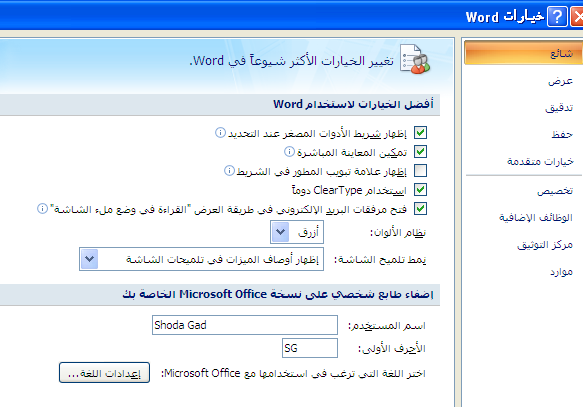 خيارات Word
شائع
عرض
تدقيق
حفظ
خيارات متقدمة
تخصيص
الوظائف الإضافية
مركز التوثيق
موارد
تغيير الخيارات الأكثر شيوعاً في Word.
أفضل الخيارات لاستخدام Word
إظهار شريط الأدوات المصغر عند التحديد
تمكين المعاينة المباشرة
إظهار علامة تبويب المطور في الشريط
استخدام ClearType دوماً
فتح مرفقات البريد الإلكتروني في طريقة العرض "القراءة في وضع ملء الشاشة"
نظام الألوان: أزرق
نمط تلميح الشاشة: إظهار أوصاف الميزات في تلميحات الشاشة
إضفاء طابع شخصي على نسخة Microsoft Office الخاصة بك
اسم المستخدم: Shoda Gad
الأحرف الأولى: SG
اختر اللغة التي ترغب في استخدامها مع Microsoft Office: إعدادات اللغة...